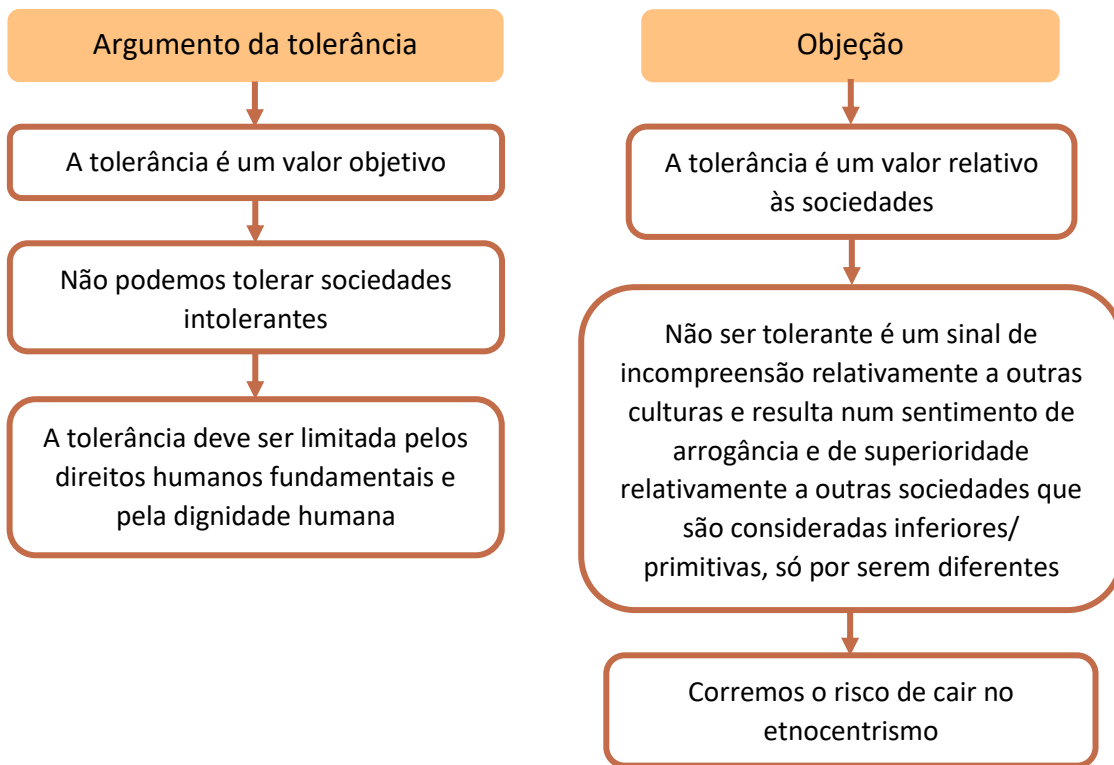 Argumento da tolerância
A tolerância é um valor objetivo
Não podemos tolerar sociedades
intolerantes
A tolerância deve ser limitada pelos
direitos humanos fundamentais e
pela dignidade humana
Objeção
A tolerância é um valor relativo
às sociedades
Não ser tolerante é um sinal de
incompreensão relativamente a outras
culturas e resulta num sentimento de
arrogância e de superioridade
relativamente a outras sociedades que
são consideradas inferiores/
primitivas, só por serem diferentes
Corremos o risco de cair no
etnocentrismo